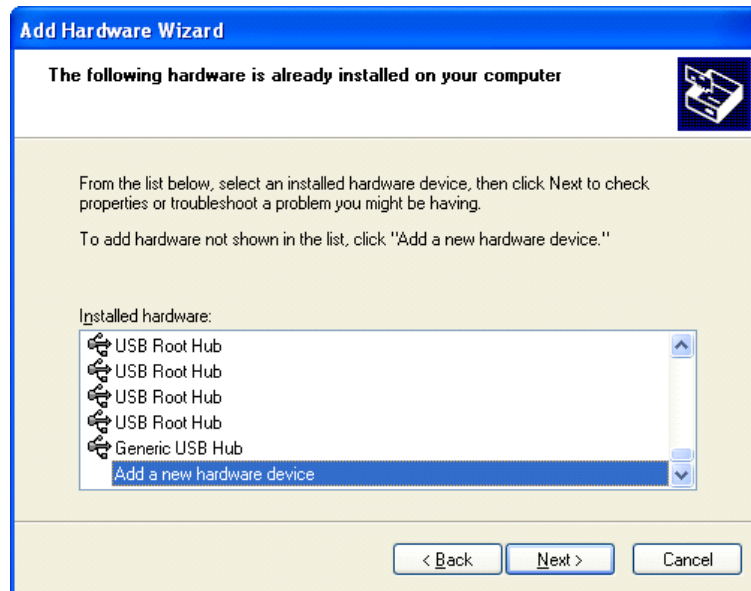 Add Hardware Wizard
The following hardware is already installed on your computer
From the list below, select an installed hardware device, then click Next to check
properties or troubleshoot a problem you might be having.
To add hardware not shown in the list, click "Add a new hardware device."
Installed hardware:
USB Root Hub
USB Root Hub
USB Root Hub
USB Root Hub
Generic USB Hub
Add a new hardware device
< Back
Next >
Cancel